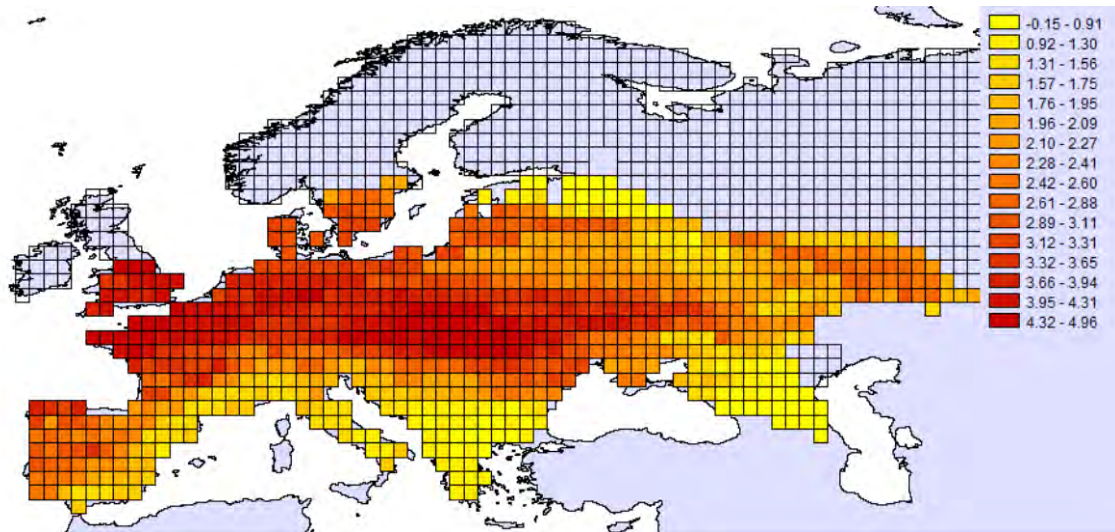 -0.15 - 0.91
0.92 - 1.30
1.31 - 1.56
1.57 - 1.75
1.76 - 1.95
1.96 - 2.09
2.10 - 2.27
2.28 - 2.41
2.42 - 2.60
2.61 - 2.88
2.89 - 3.11
3.12 - 3.31
3.32 - 3.65
3.66 - 3.94
3.95 - 4.31
4.32 - 4.96